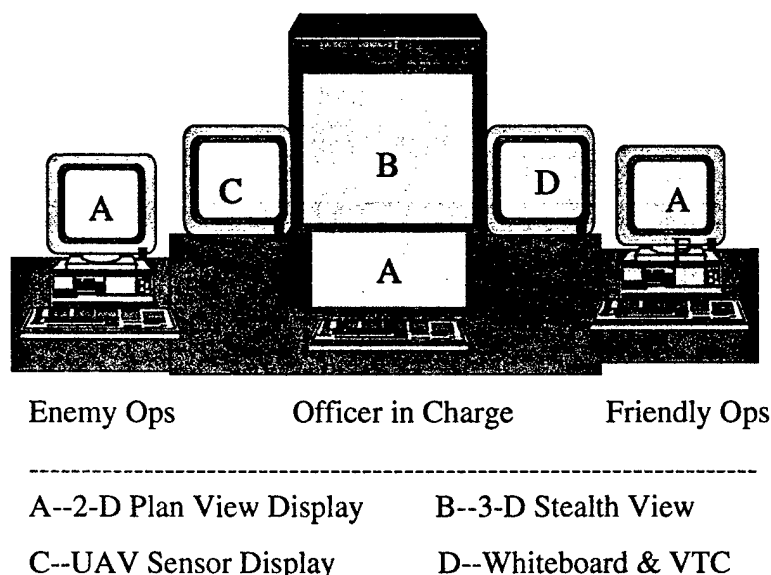 B
C
D
A
A
A
Enemy Ops Officer in Charge Friendly Ops
A--2-D Plan View Display B--3-D Stealth View
C--UAV Sensor Display D--Whiteboard & VTC